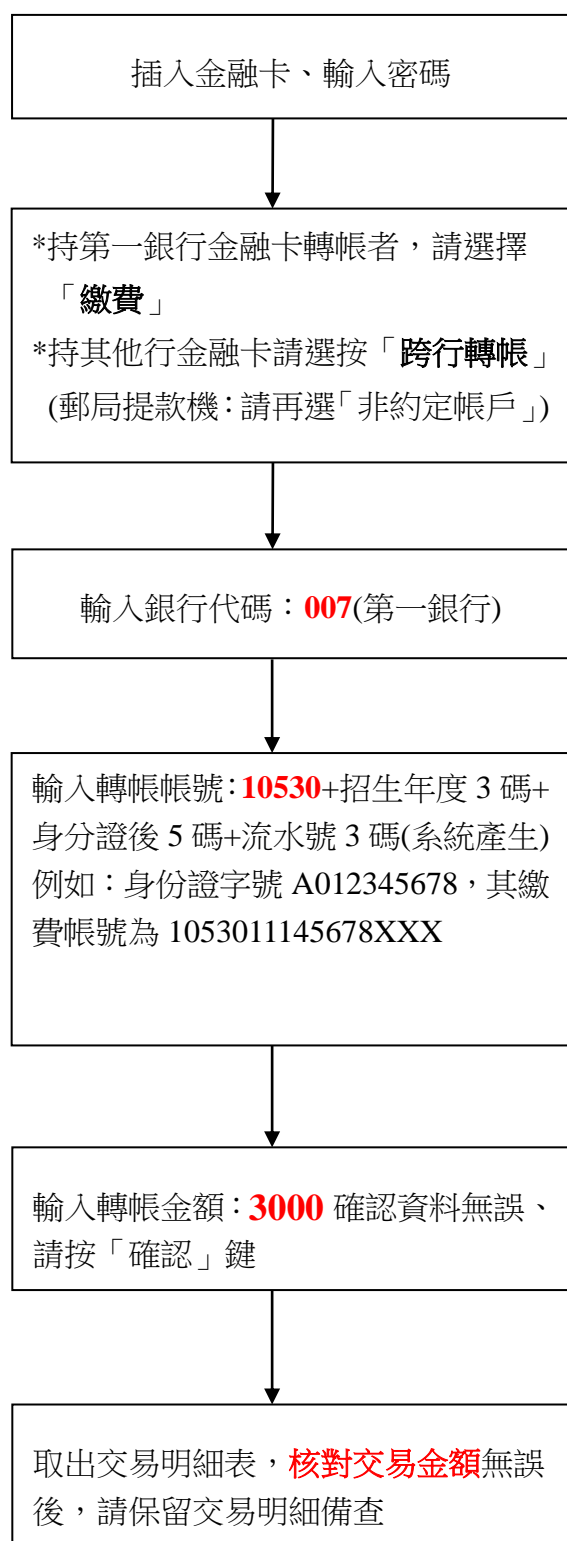 插入金融卡、輸入密碼
*持第一銀行金融卡轉帳者，請選擇
「繳費」
*持其他行金融卡請選按「跨行轉帳」
(郵局提款機：請再選「非約定帳戶」)
輸入銀行代碼：007(第一銀行)
輸入轉帳帳號：10530+招生年度 3 碼+
身分證後 5 碼+流水號 3 碼(系統產生)
例如：身份證字號 A012345678，其繳
費帳號為 1053011145678XXX
輸入轉帳金額：3000 確認資料無誤、
請按「確認」鍵
取出交易明細表，核對交易金額無誤
後，請保留交易明細備查